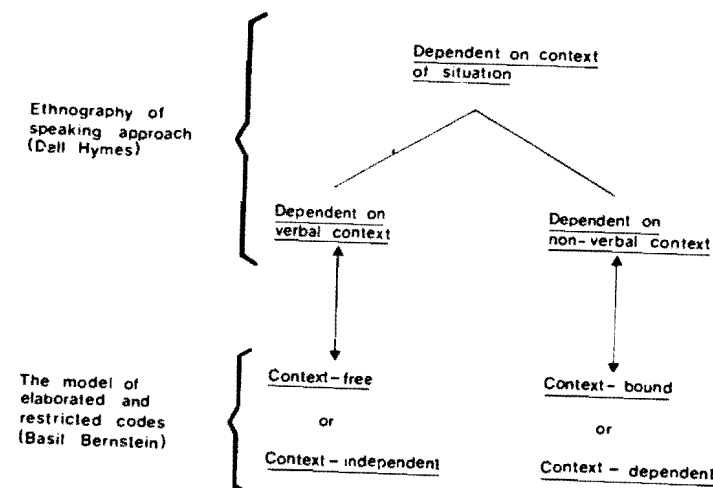 Dependent on context
of situation
Ethnography of
speaking approach
(Dell Hymes)
Dependent on
verbal context
Dependent on
non-verbal context
The model of
elaborated and
restricted codes
(Basil Bernstein)
Context-free
or
Context-independent
Context-bound
or
Context-dependent